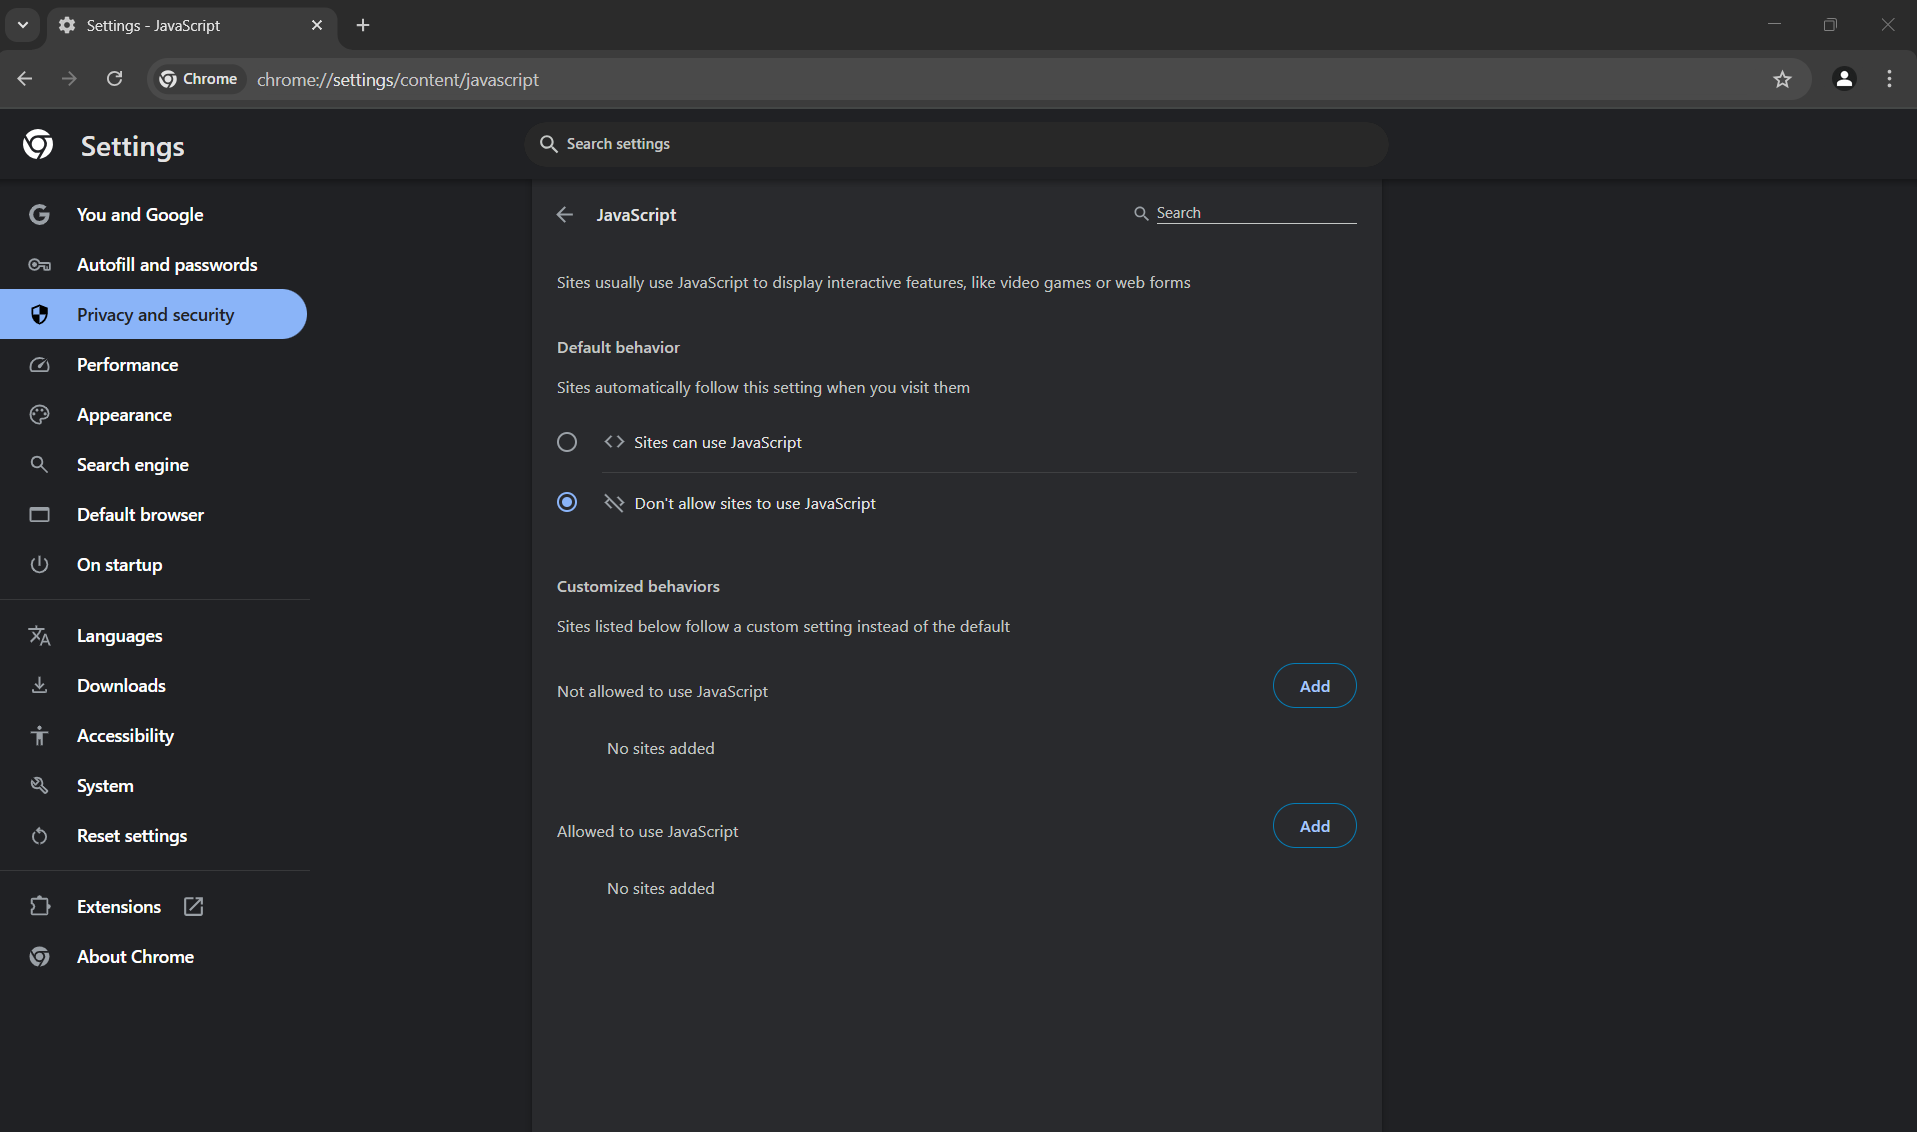 Settings - JavaScript
Chrome chrome://settings/content/javascript
Settings
Search settings
You and Google
Autofill and passwords
Privacy and security
Performance
Appearance
Search engine
Default browser
On startup
Languages
Downloads
Accessibility
System
Reset settings
Extensions
About Chrome
JavaScript
Search
Sites usually use JavaScript to display interactive features, like video games or web forms
Default behavior
Sites automatically follow this setting when you visit them
Sites can use JavaScript
Don't allow sites to use JavaScript
Customized behaviors
Sites listed below follow a custom setting instead of the default
Not allowed to use JavaScript
Add
No sites added
Allowed to use JavaScript
Add
No sites added